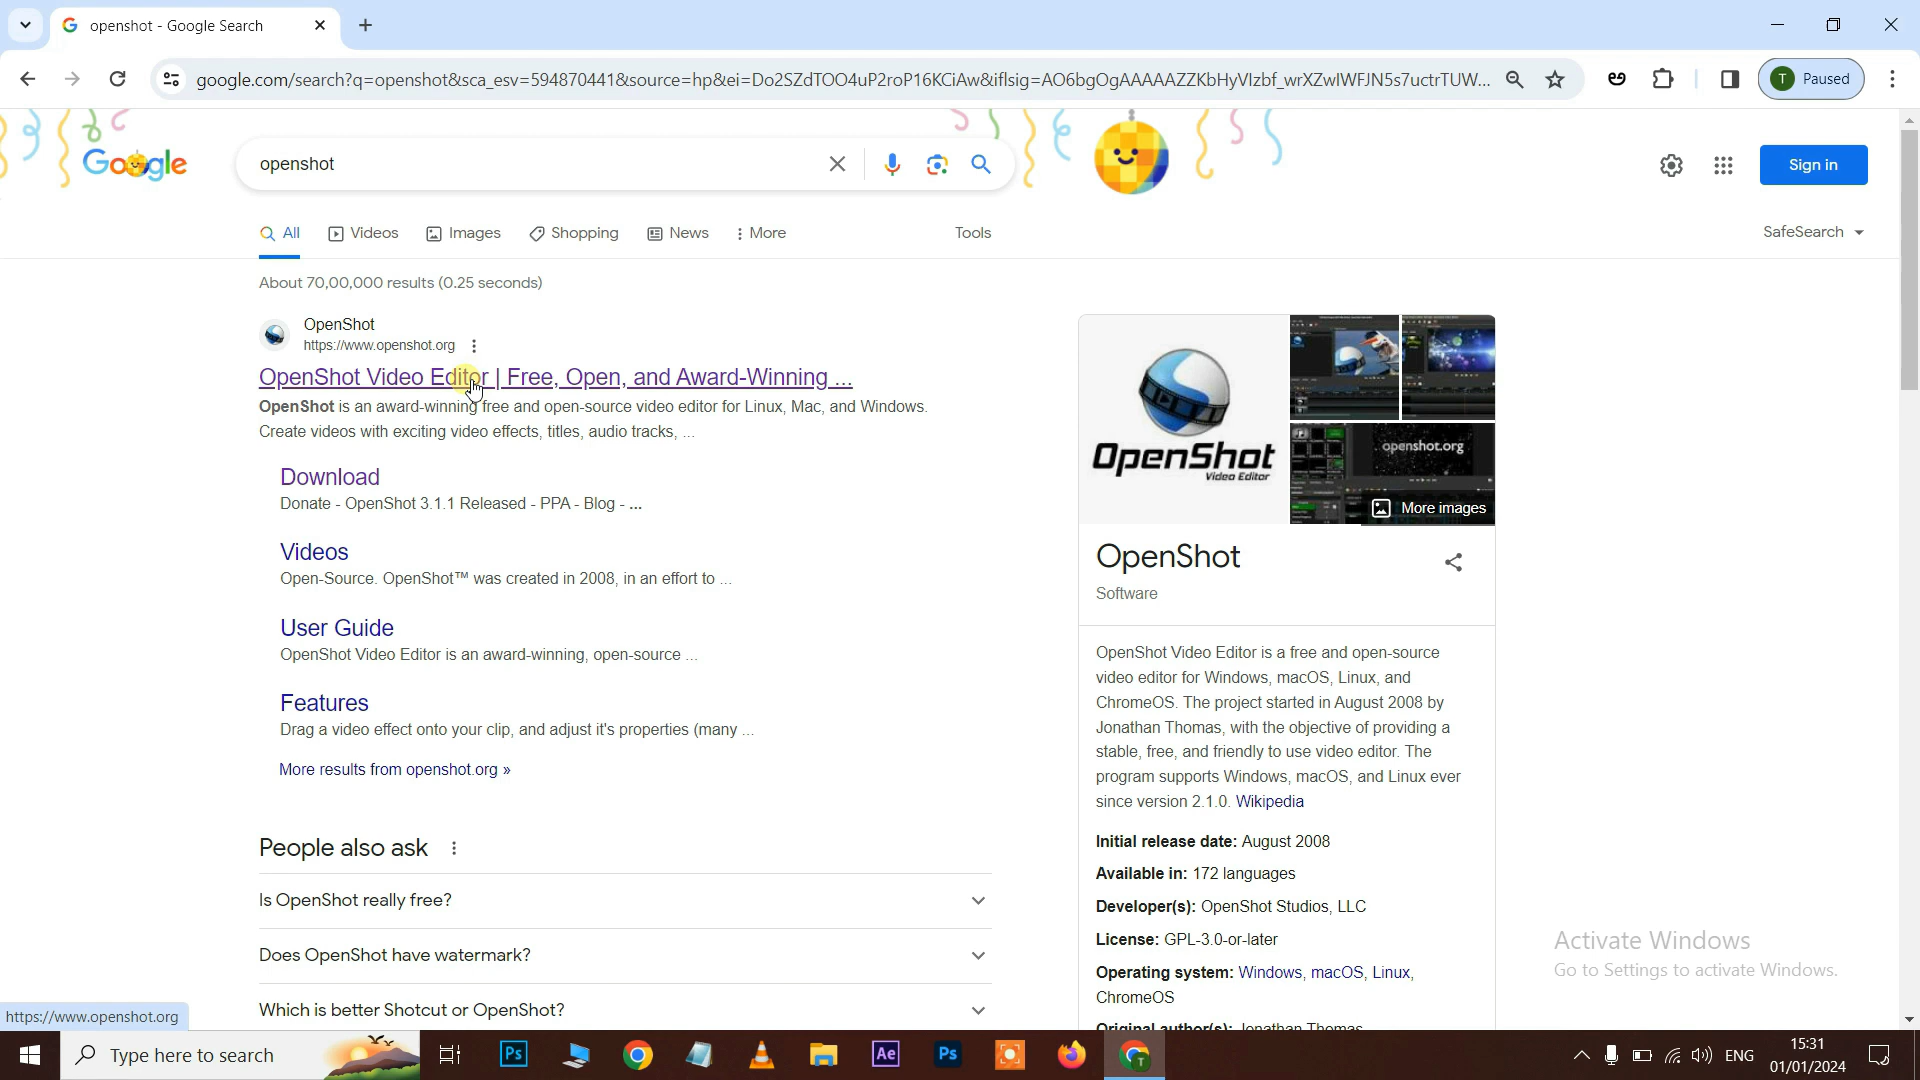 openshot - Google Search
google.com/search?q=openshot&sca_esv=594870441&source=hp&ei=Do2SZdTOO4uP2roP16KCiAw&iflsig=AO6bgOgAAAAAZZKbHyVIzbf_wrXZwIWFJN5s7uctrTUW...
T
Paused
Google
openshot
Sign in
All
Videos
Images
Shopping
News
More
Tools
SafeSearch
About 70,00,000 results (0.25 seconds)
OpenShot
https://www.openshot.org
OpenShot Video Editor | Free, Open, and Award-Winning ...
OpenShot is an award-winning free and open-source video editor for Linux, Mac, and Windows.
Create videos with exciting video effects, titles, audio tracks, ...
Download
Donate - OpenShot 3.1.1 Released - PPA - Blog - ...
Videos
Open-Source. OpenShot™ was created in 2008, in an effort to ...
User Guide
OpenShot Video Editor is an award-winning, open-source ...
Features
Drag a video effect onto your clip, and adjust it's properties (many ...
More results from openshot.org »
People also ask
Is OpenShot really free?
Does OpenShot have watermark?
Which is better Shotcut or OpenShot?
OpenShot
Video Editor
openshot.org
More images
OpenShot
Software
OpenShot Video Editor is a free and open-source
video editor for Windows, macOS, Linux, and
ChromeOS. The project started in August 2008 by
Jonathan Thomas, with the objective of providing a
stable, free, and friendly to use video editor. The
program supports Windows, macOS, and Linux ever
since version 2.1.0. Wikipedia
Initial release date: August 2008
Available in: 172 languages
Developer(s): OpenShot Studios, LLC
License: GPL-3.0-or-later
Operating system: Windows, macOS, Linux,
ChromeOS
Original author(s): Jonathan Thomas
Activate Windows
Go to Settings to activate Windows.
https://www.openshot.org
Type here to search
Ps
Ae
Ps
T
ENG
15:31
01/01/2024